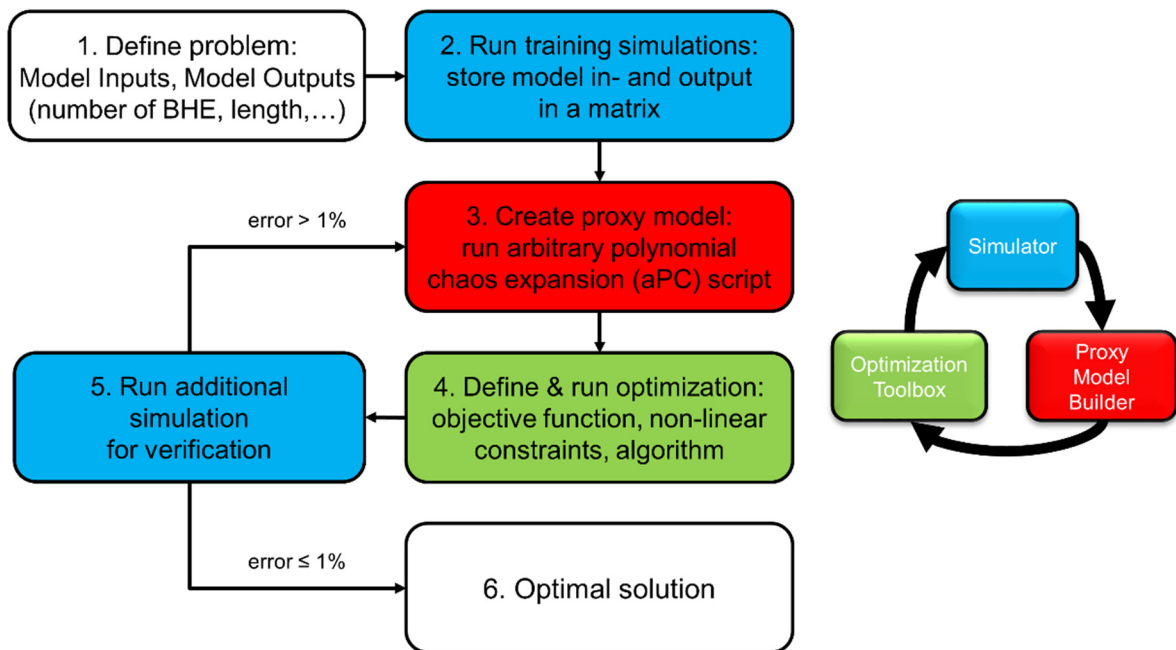 1. Define problem:
Model Inputs, Model Outputs
(number of BHE, length,…)
2. Run training simulations:
store model in- and output
in a matrix
error > 1%
3. Create proxy model:
run arbitrary polynomial
chaos expansion (aPC) script
5. Run additional
simulation
for verification
4. Define & run optimization:
objective function, non-linear
constraints, algorithm
error ≤ 1%
6. Optimal solution
Simulator
Optimization
Toolbox
Proxy
Model
Builder